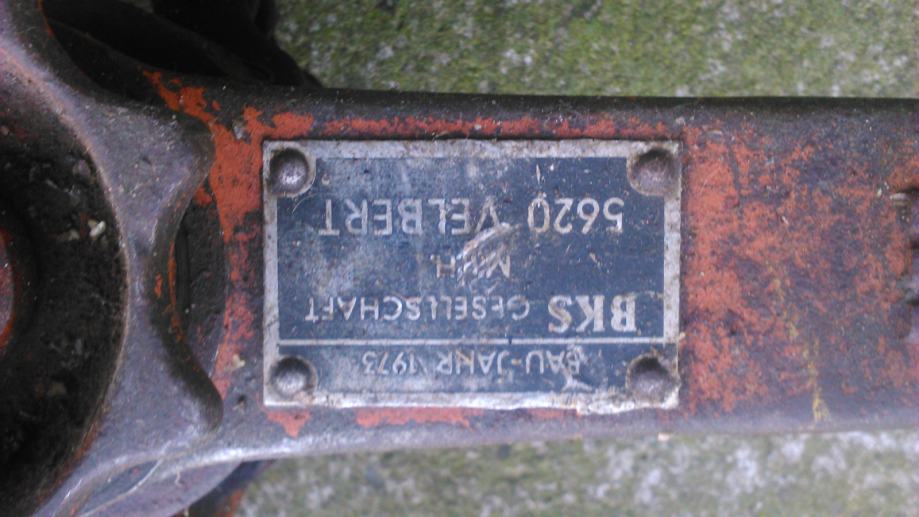 BAU-JAHR 1973
BKS GESELLSCHAFT
M.B.H.
5620 VELBERT